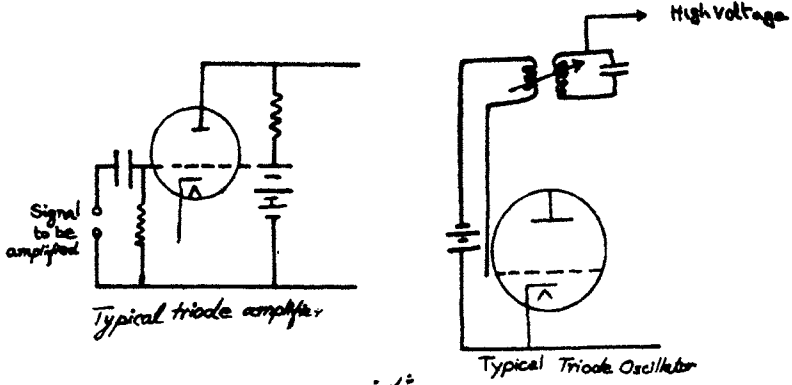 High Voltage
Signal
to be
amplified
Typical triode amplifier
Typical Triode Oscillator